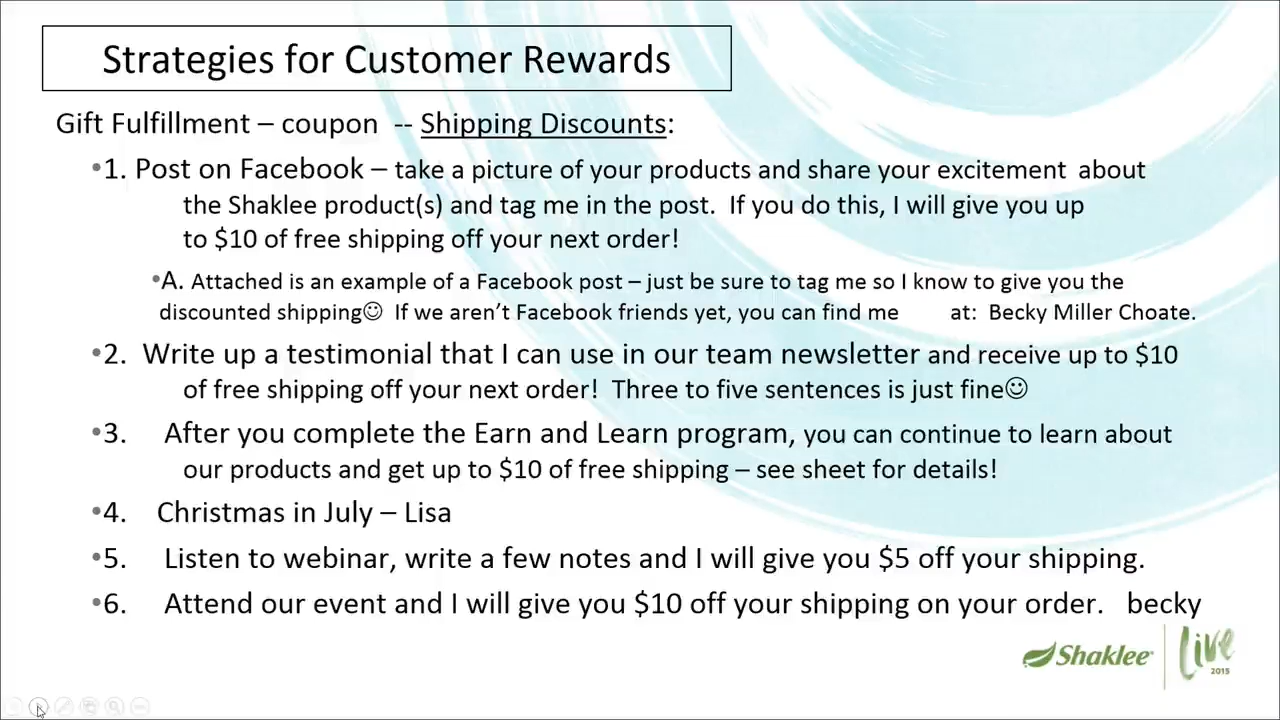 Strategies for Customer Rewards
Gift Fulfillment – coupon -- Shipping Discounts:
•1. Post on Facebook – take a picture of your products and share your excitement about
the Shaklee product(s) and tag me in the post. If you do this, I will give you up
to $10 of free shipping off your next order!
•A. Attached is an example of a Facebook post – just be sure to tag me so I know to give you the
discounted shipping☺ If we aren't Facebook friends yet, you can find me at: Becky Miller Choate.
•2. Write up a testimonial that I can use in our team newsletter and receive up to $10
of free shipping off your next order! Three to five sentences is just fine☺
•3. After you complete the Earn and Learn program, you can continue to learn about
our products and get up to $10 of free shipping – see sheet for details!
•4. Christmas in July – Lisa
•5. Listen to webinar, write a few notes and I will give you $5 off your shipping.
•6. Attend our event and I will give you $10 off your shipping on your order. becky
Shaklee Live
2015